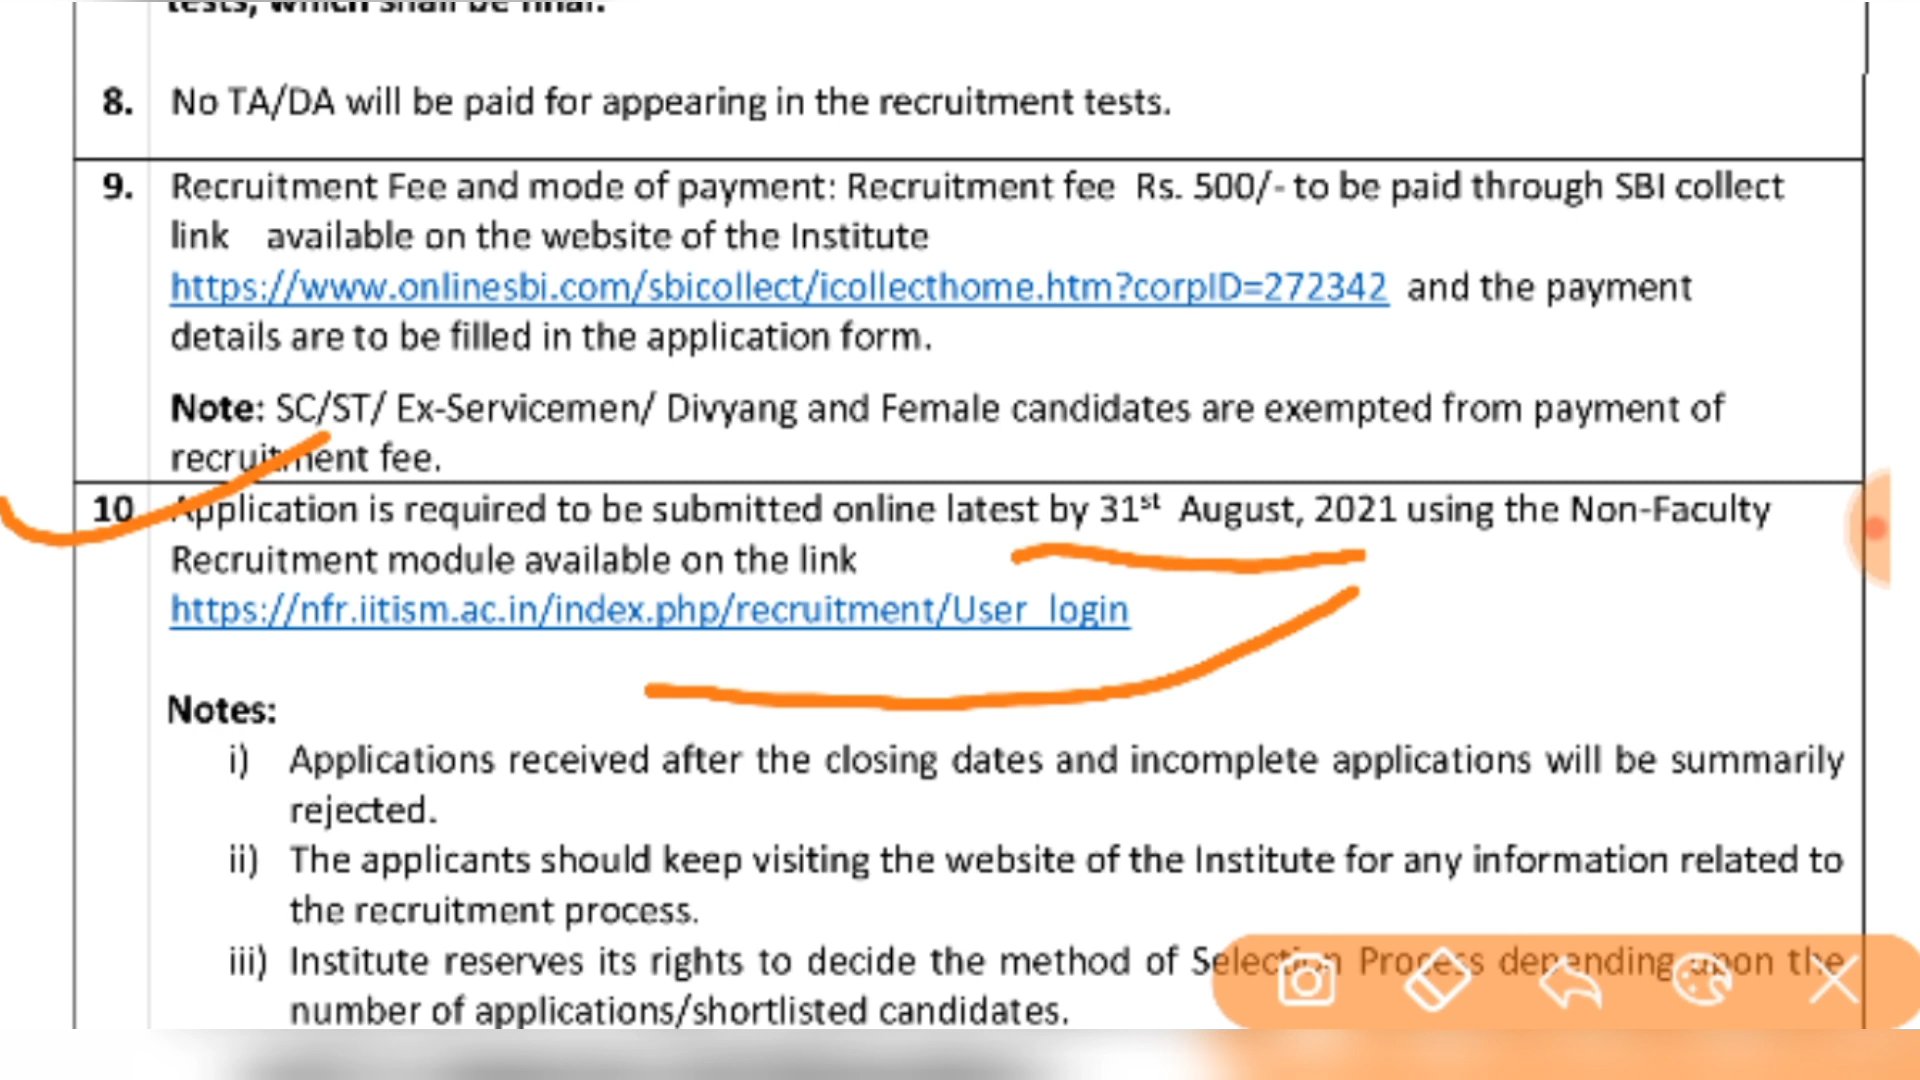 tests, which shall be final.
8. No TA/DA will be paid for appearing in the recruitment tests.
9. Recruitment Fee and mode of payment: Recruitment fee Rs. 500/- to be paid through SBI collect
link available on the website of the Institute
https://www.onlinesbi.com/sbicollect/icollecthome.htm?corpID=272342 and the payment
details are to be filled in the application form.
Note: SC/ST/ Ex-Servicemen/ Divyang and Female candidates are exempted from payment of
recruitment fee.
10 Application is required to be submitted online latest by 31st August, 2021 using the Non-Faculty
Recruitment module available on the link
https://nfr.iitism.ac.in/index.php/recruitment/User_login
Notes:
i) Applications received after the closing dates and incomplete applications will be summarily
rejected.
ii) The applicants should keep visiting the website of the Institute for any information related to
the recruitment process.
iii) Institute reserves its rights to decide the method of Selection Process depending upon the
number of applications/shortlisted candidates.